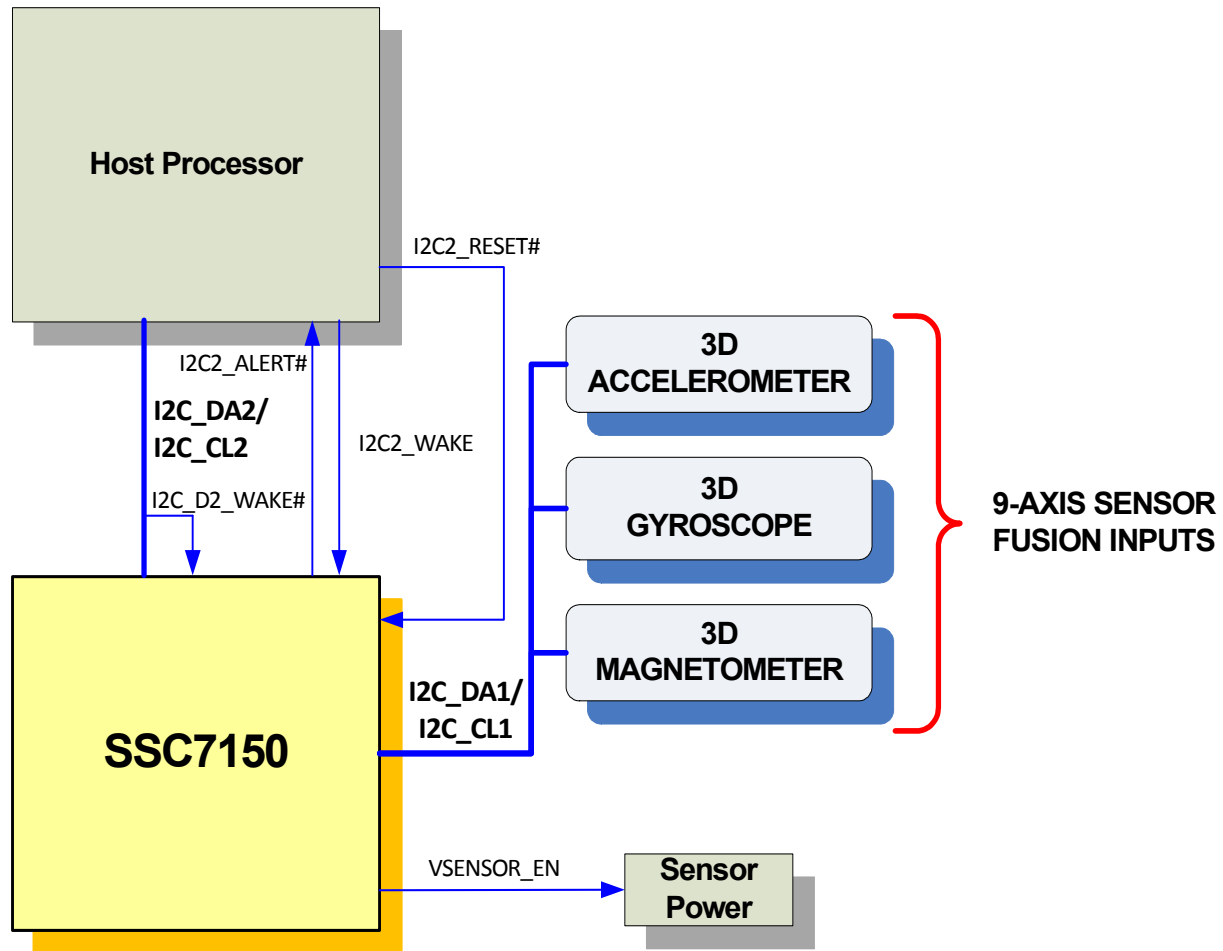 Host Processor
I2C2_RESET#
I2C2_ALERT#
I2C_DA2/
I2C_CL2
I2C2_WAKE
I2C_D2_WAKE#
3D
ACCELEROMETER
3D
GYROSCOPE
3D
MAGNETOMETER
9-AXIS SENSOR
FUSION INPUTS
SSC7150
I2C_DA1/
I2C_CL1
VSENSOR_EN
Sensor
Power